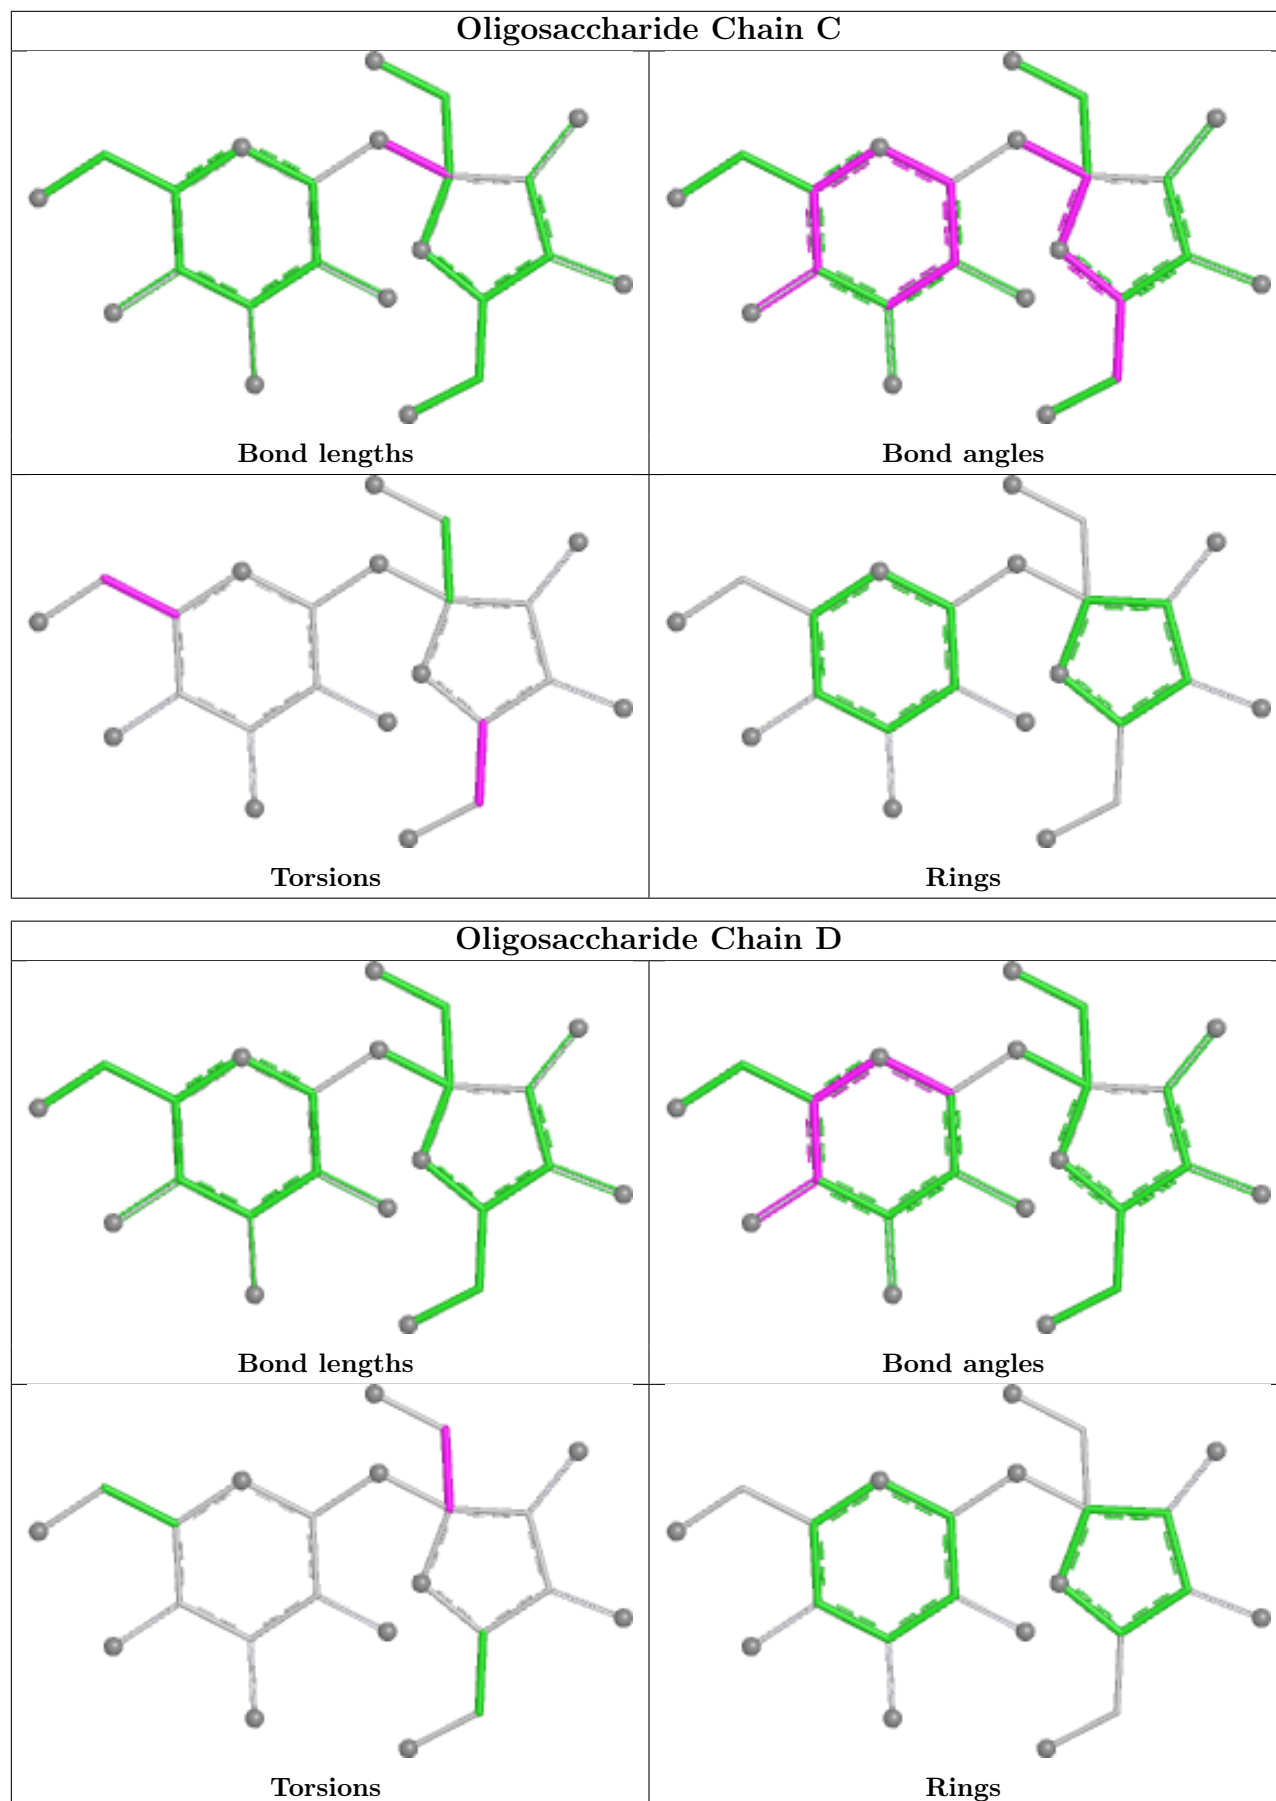 Oligosaccharide Chain C
Bond lengths
Bond angles
Torsions
Rings
Oligosaccharide Chain D
Bond lengths
Bond angles
Torsions
Rings